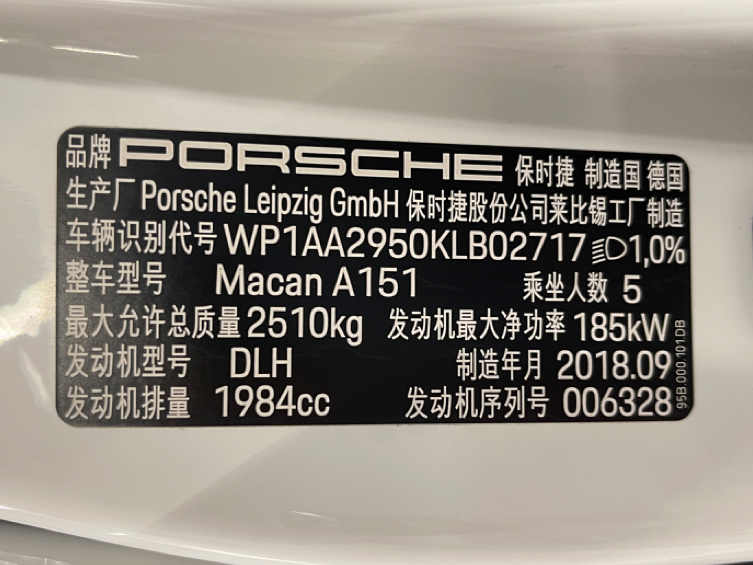 品牌 PORSCHE 保时捷 制造国 德国
生产厂 Porsche Leipzig GmbH 保时捷股份公司莱比锡工厂制造
车辆识别代号 WP1AA2950KLB02717 1,0%
整车型号 Macan A151 乘坐人数 5
最大允许总质量 2510kg 发动机最大净功率 185kW
发动机型号 DLH 制造年月 2018.09
发动机排量 1984cc 发动机序列号 006328
95B.000.101.DB